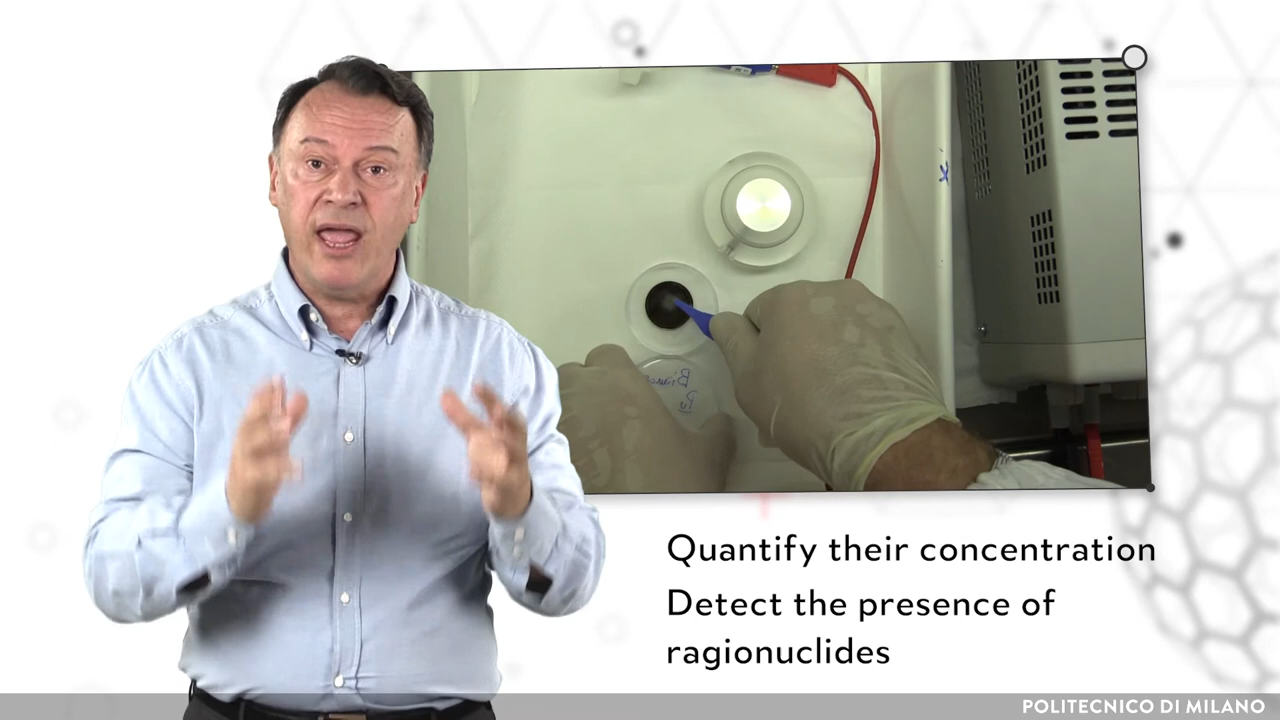 Quantify their concentration
Detect the presence of
ragionuclides
POLITECNICO DI MILANO